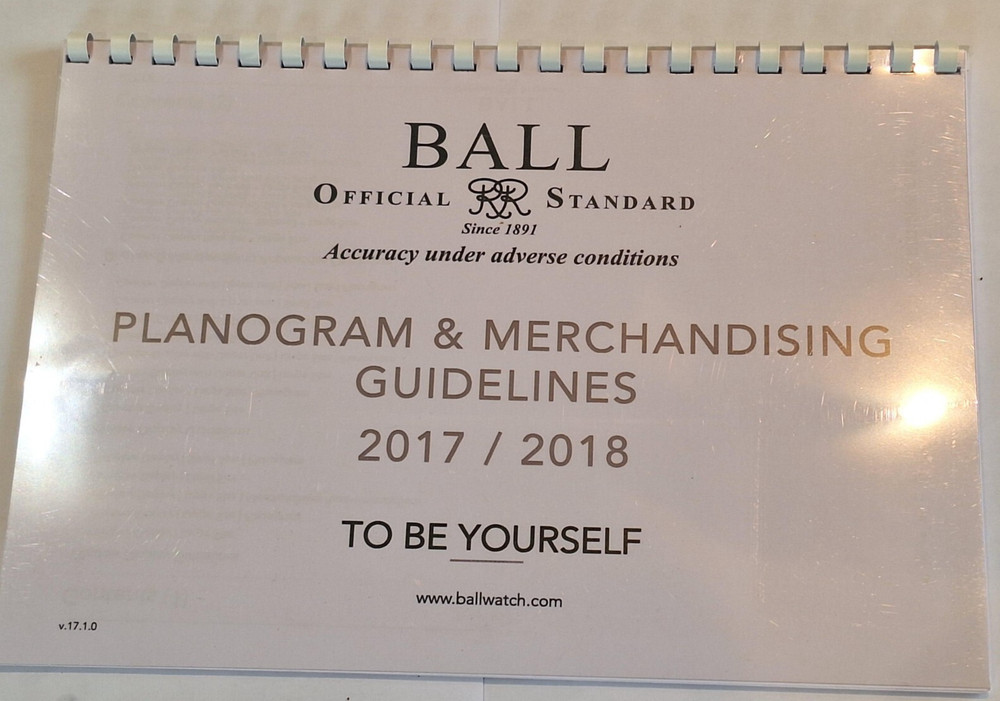 BALL
OFFICIAL RR STANDARD
Since 1891
Accuracy under adverse conditions
PLANOGRAM & MERCHANDISING
GUIDELINES
2017 / 2018
TO BE YOURSELF
www.ballwatch.com
v.17.1.0